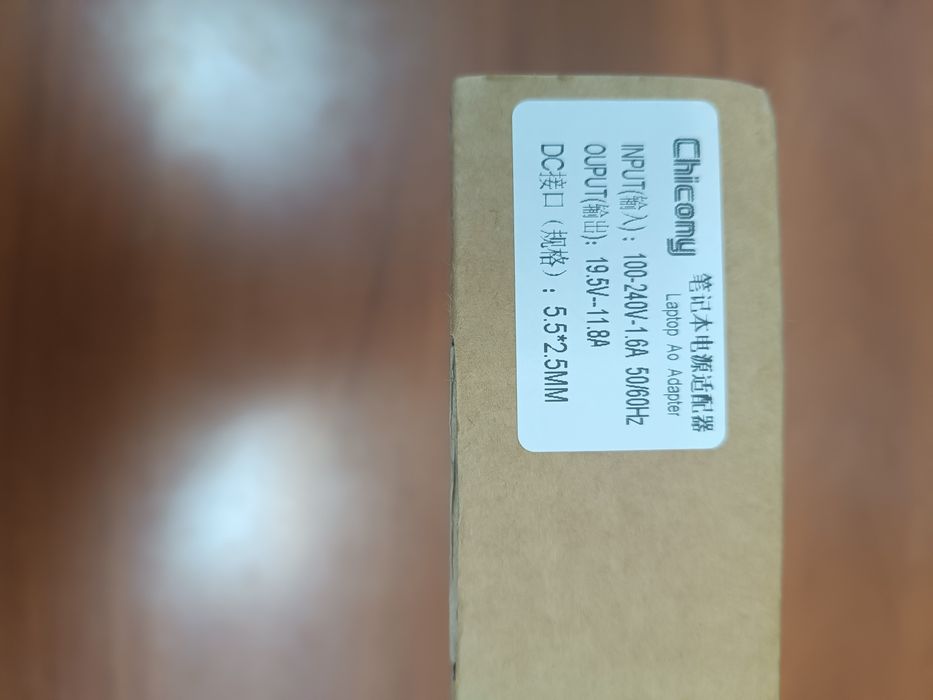 Chicony 笔记本电源适配器
Laptop Ao Adapter
INPUT(输入)：100-240V-1.6A 50/60Hz
OUPUT(输出)：19.5V--11.8A
DC接口（规格）：5.5*2.5MM